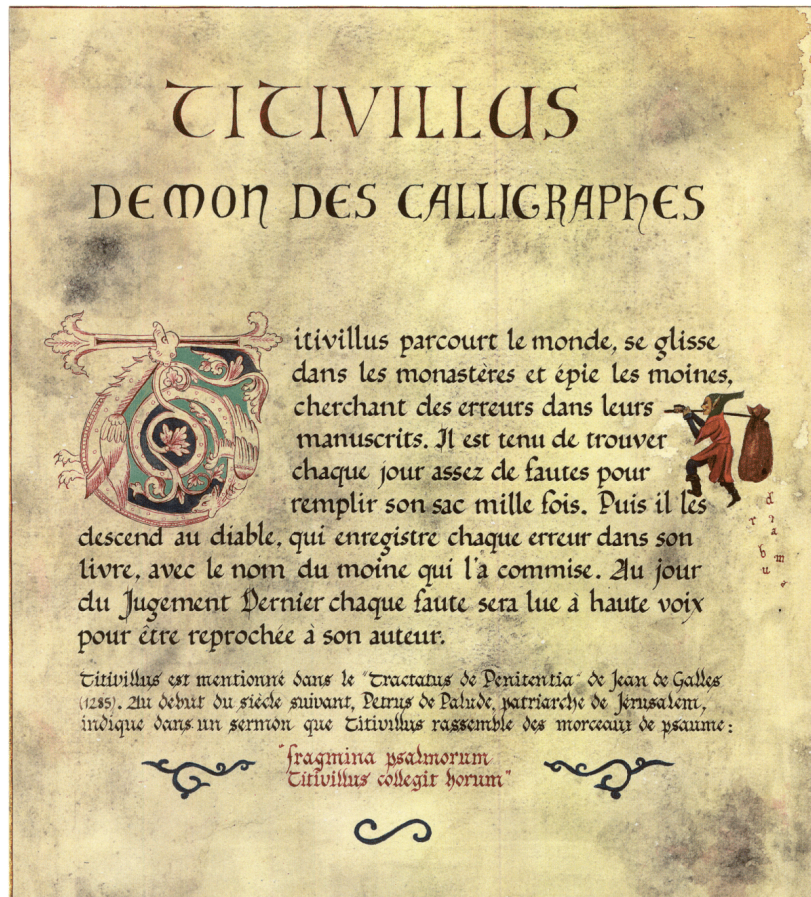 TITIVILLUS
DEMON DES CALLIGRAPHES
Titivillus parcourt le monde, se glisse
dans les monastères et épie les moines,
cherchant des erreurs dans leurs
manuscrits. Il est tenu de trouver
chaque jour assez de fautes pour
remplir son sac mille fois. Puis il les
descend au diable, qui enregistre chaque erreur dans son
livre, avec le nom du moine qui l'a commise. Au jour
du Jugement Dernier chaque faute sera lue à haute voix
pour être reprochée à son auteur.
Titivillus est mentionné dans le "Tractatus de Penitentia" de Jean de Galles
(1285). Au début du siècle suivant, Petrus de Palude, patriarche de Jérusalem,
indique dans un sermon que Titivillus rassemble des morceaux de psaume :
"fragmina psalmorum
Titivillus collegit horum"